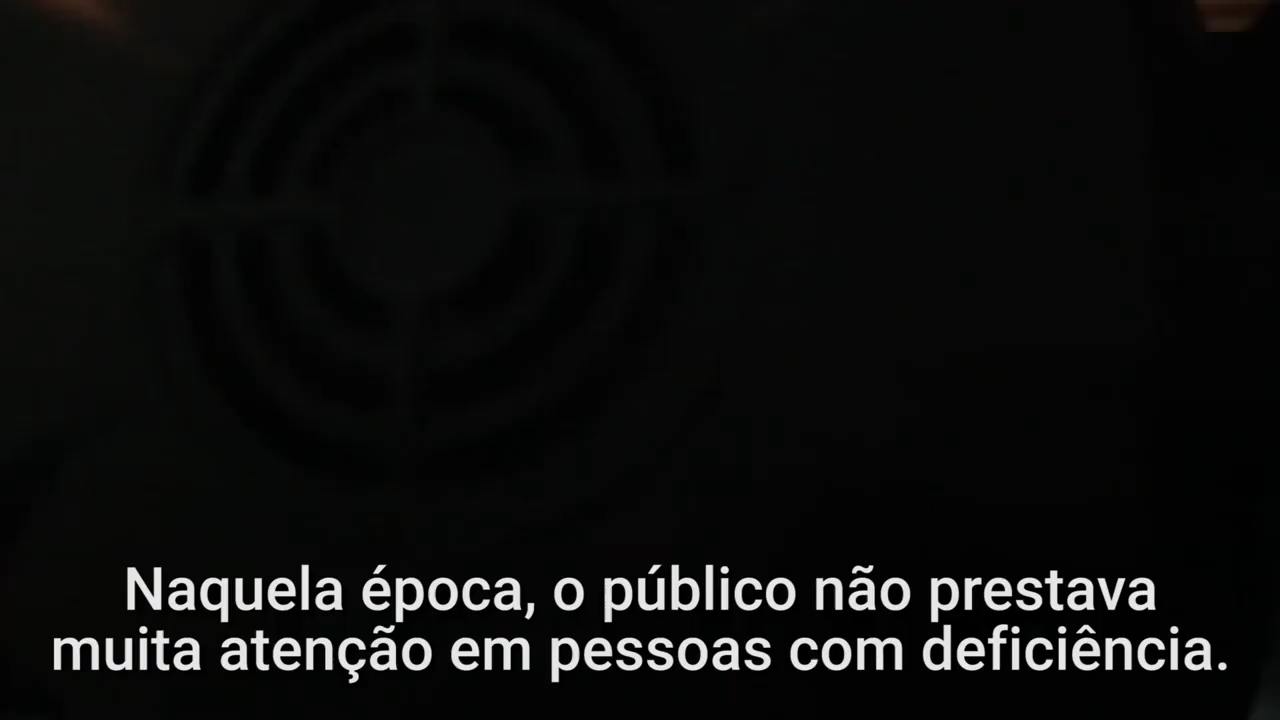 Naquela época, o público não prestava
muita atenção em pessoas com deficiência.